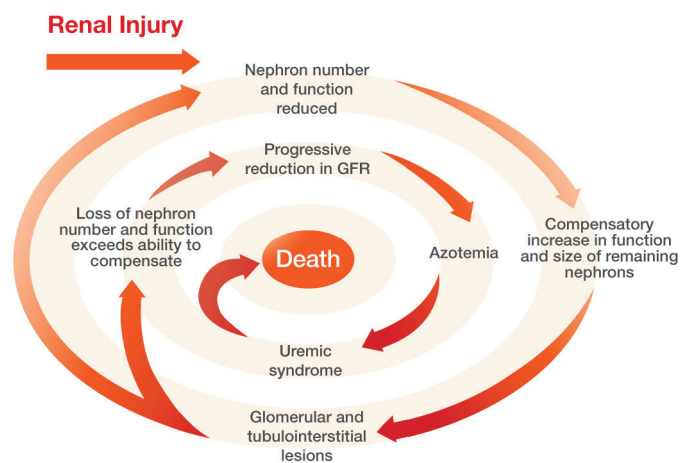 Renal Injury
Nephron number
and function
reduced
Compensatory
increase in function
and size of remaining
nephrons
Glomerular and
tubulointerstitial
lesions
Loss of nephron
number and function
exceeds ability to
compensate
Progressive
reduction in GFR
Azotemia
Uremic
syndrome
Death